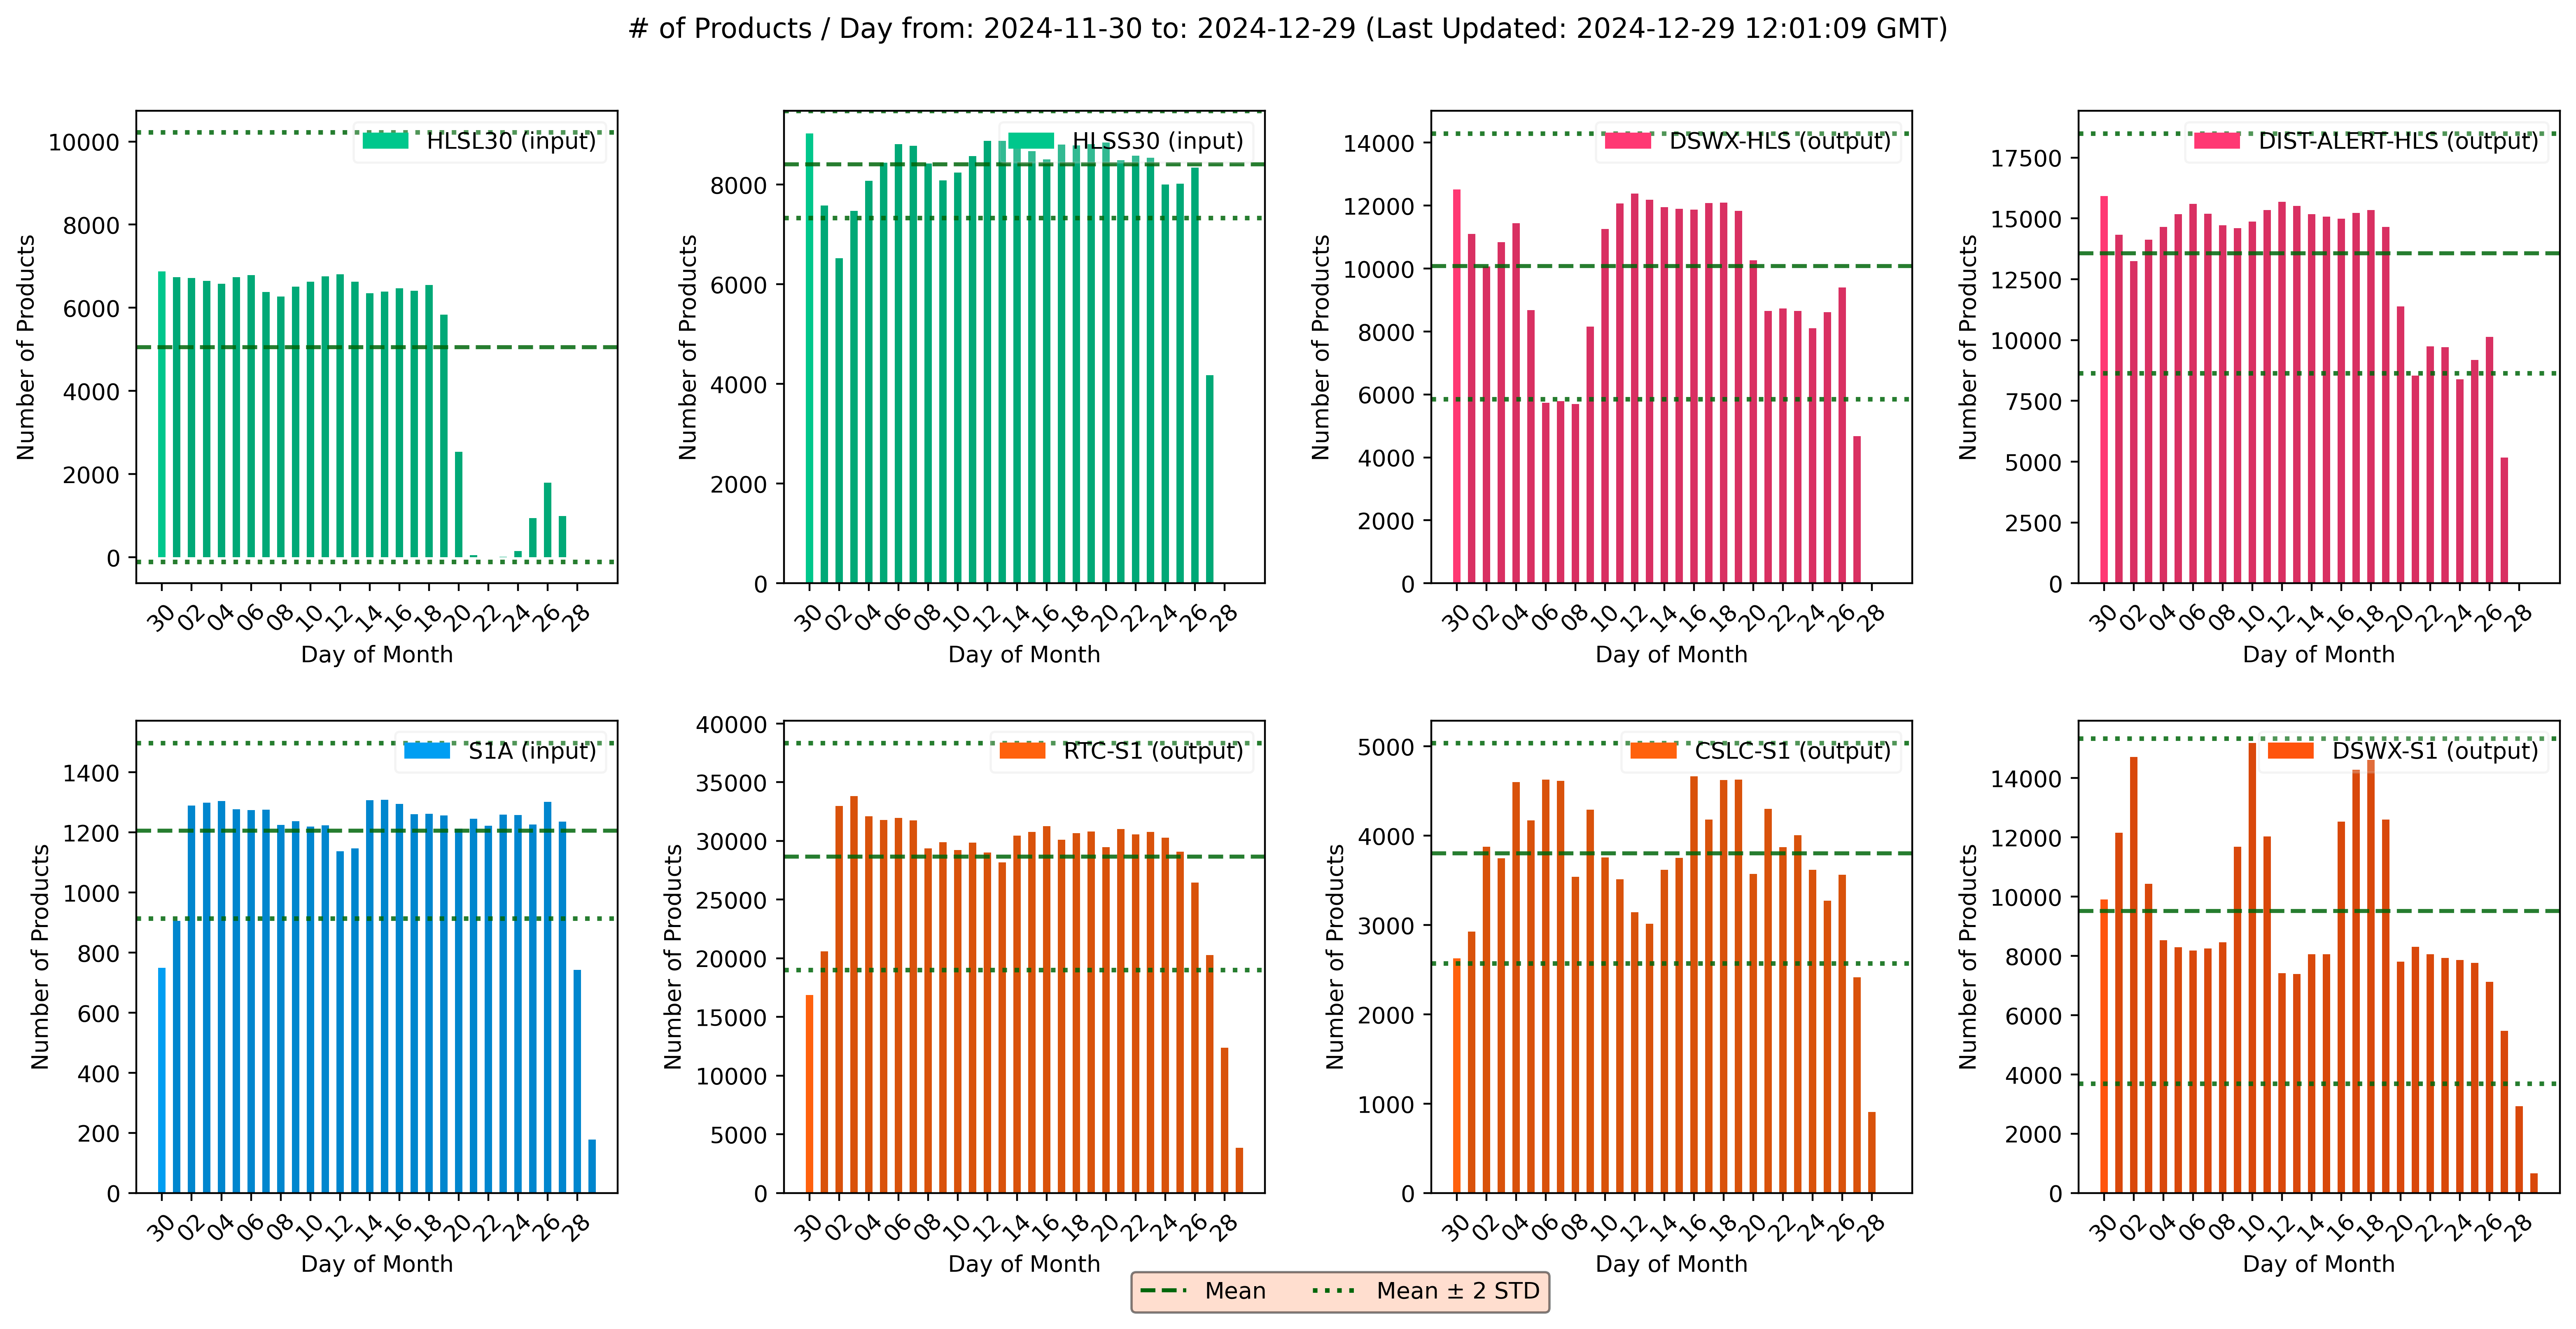 # of Products / Day from: 2024-11-30 to: 2024-12-29 (Last Updated: 2024-12-29 12:01:09 GMT)
HLSL30 (input)
Number of Products
10000
8000
6000
4000
2000
0
30 02 04 06 08 10 12 14 16 18 20 22 24 26 28
Day of Month
HLSS30 (input)
Number of Products
8000
6000
4000
2000
0
30 02 04 06 08 10 12 14 16 18 20 22 24 26 28
Day of Month
DSWX-HLS (output)
Number of Products
14000
12000
10000
8000
6000
4000
2000
0
30 02 04 06 08 10 12 14 16 18 20 22 24 26 28
Day of Month
DIST-ALERT-HLS (output)
Number of Products
17500
15000
12500
10000
7500
5000
2500
0
30 02 04 06 08 10 12 14 16 18 20 22 24 26 28
Day of Month
S1A (input)
Number of Products
1400
1200
1000
800
600
400
200
0
30 02 04 06 08 10 12 14 16 18 20 22 24 26 28
Day of Month
RTC-S1 (output)
Number of Products
40000
35000
30000
25000
20000
15000
10000
5000
0
30 02 04 06 08 10 12 14 16 18 20 22 24 26 28
Day of Month
CSLC-S1 (output)
Number of Products
5000
4000
3000
2000
1000
0
30 02 04 06 08 10 12 14 16 18 20 22 24 26 28
Day of Month
DSWX-S1 (output)
Number of Products
14000
12000
10000
8000
6000
4000
2000
0
30 02 04 06 08 10 12 14 16 18 20 22 24 26 28
Day of Month
Mean
Mean ± 2 STD